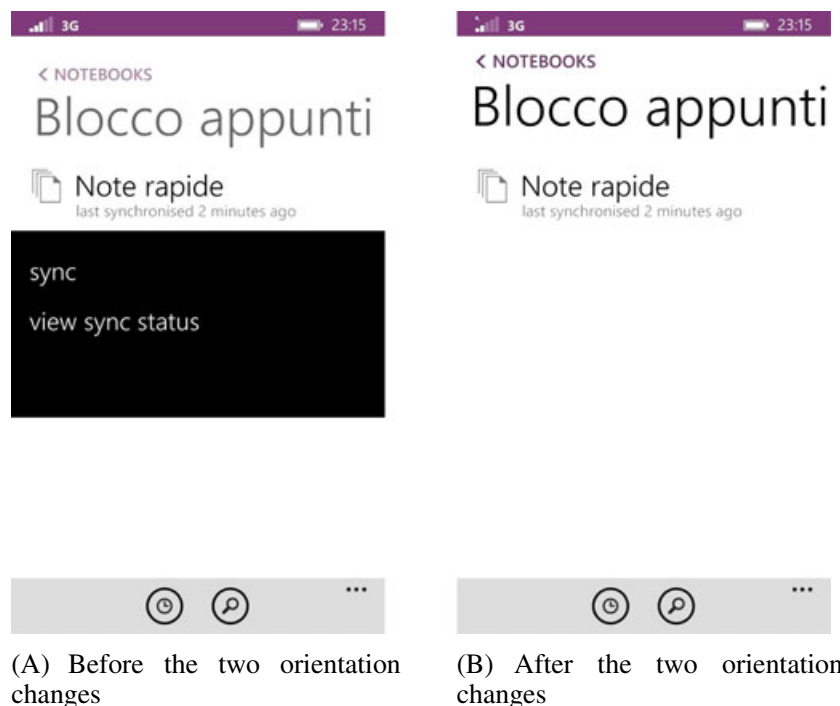 3G 23:15
< NOTEBOOKS
Blocco appunti
Note rapide
last synchronised 2 minutes ago
sync
view sync status
...
(A) Before the two orientation
changes
3G 23:15
< NOTEBOOKS
Blocco appunti
Note rapide
last synchronised 2 minutes ago
...
(B) After the two orientation
changes